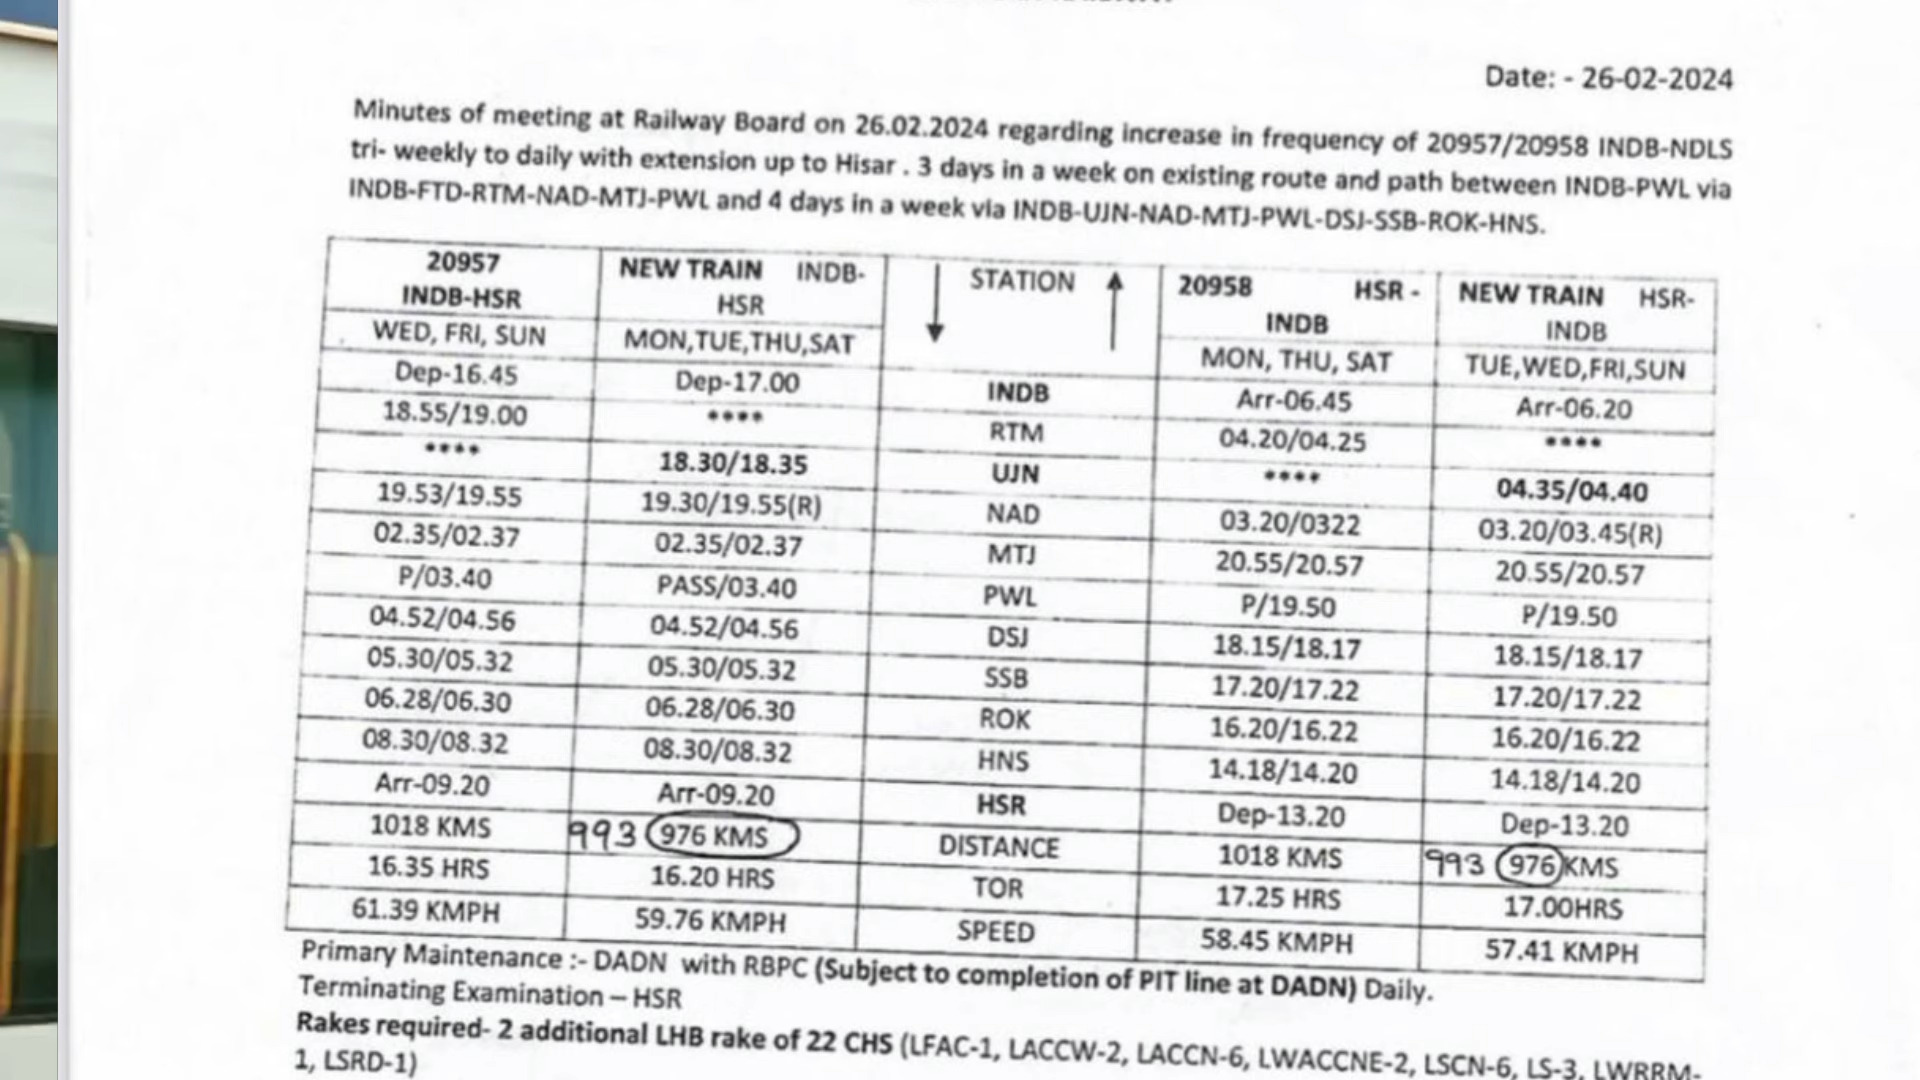 Date: - 26-02-2024
Minutes of meeting at Railway Board on 26.02.2024 regarding increase in frequency of 20957/20958 INDB-NDLS
tri- weekly to daily with extension up to Hisar . 3 days in a week on existing route and path between INDB-PWL via
INDB-FTD-RTM-NAD-MTJ-PWL and 4 days in a week via INDB-UJN-NAD-MTJ-PWL-DSJ-SSB-ROK-HNS.
20957 INDB-HSR NEW TRAIN INDB-HSR STATION 20958 HSR - INDB NEW TRAIN HSR-INDB
WED, FRI, SUN MON,TUE,THU,SAT MON, THU, SAT TUE,WED,FRI,SUN
Dep-16.45 Dep-17.00 INDB Arr-06.45 Arr-06.20
18.55/19.00 **** RTM 04.20/04.25 ****
**** 18.30/18.35 UJN **** 04.35/04.40
19.53/19.55 19.30/19.55(R) NAD 03.20/0322 03.20/03.45(R)
02.35/02.37 02.35/02.37 MTJ 20.55/20.57 20.55/20.57
P/03.40 PASS/03.40 PWL P/19.50 P/19.50
04.52/04.56 04.52/04.56 DSJ 18.15/18.17 18.15/18.17
05.30/05.32 05.30/05.32 SSB 17.20/17.22 17.20/17.22
06.28/06.30 06.28/06.30 ROK 16.20/16.22 16.20/16.22
08.30/08.32 08.30/08.32 HNS 14.18/14.20 14.18/14.20
Arr-09.20 Arr-09.20 HSR Dep-13.20 Dep-13.20
1018 KMS 993 976 KMS DISTANCE 1018 KMS 993 976 KMS
16.35 HRS 16.20 HRS TOR 17.25 HRS 17.00HRS
61.39 KMPH 59.76 KMPH SPEED 58.45 KMPH 57.41 KMPH
Primary Maintenance :- DADN with RBPC (Subject to completion of PIT line at DADN) Daily.
Terminating Examination – HSR
Rakes required- 2 additional LHB rake of 22 CHS (LFAC-1, LACCW-2, LACCN-6, LWACCNE-2, LSCN-6, LS-3, LWRRM-
1, LSRD-1)